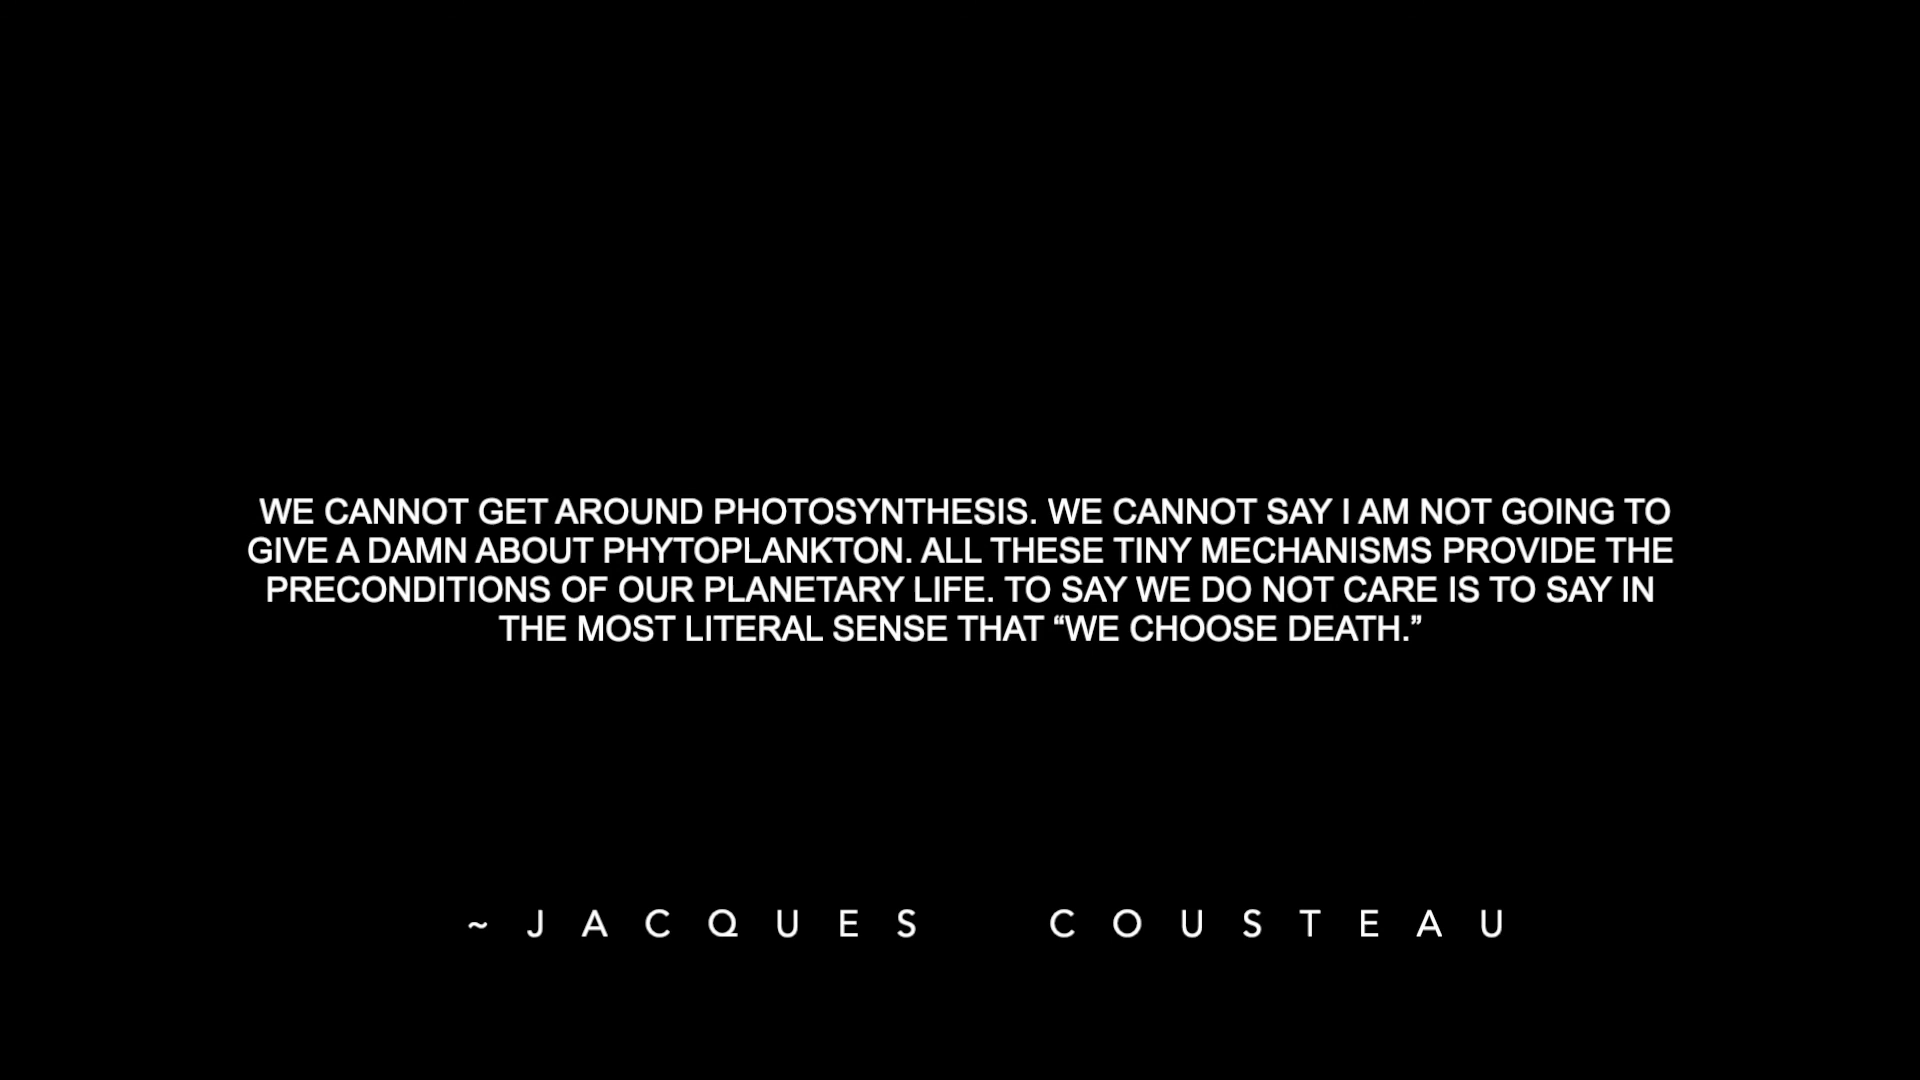 WE CANNOT GET AROUND PHOTOSYNTHESIS. WE CANNOT SAY I AM NOT GOING TO
GIVE A DAMN ABOUT PHYTOPLANKTON. ALL THESE TINY MECHANISMS PROVIDE THE
PRECONDITIONS OF OUR PLANETARY LIFE. TO SAY WE DO NOT CARE IS TO SAY IN
THE MOST LITERAL SENSE THAT “WE CHOOSE DEATH.”
~JACQUES COUSTEAU